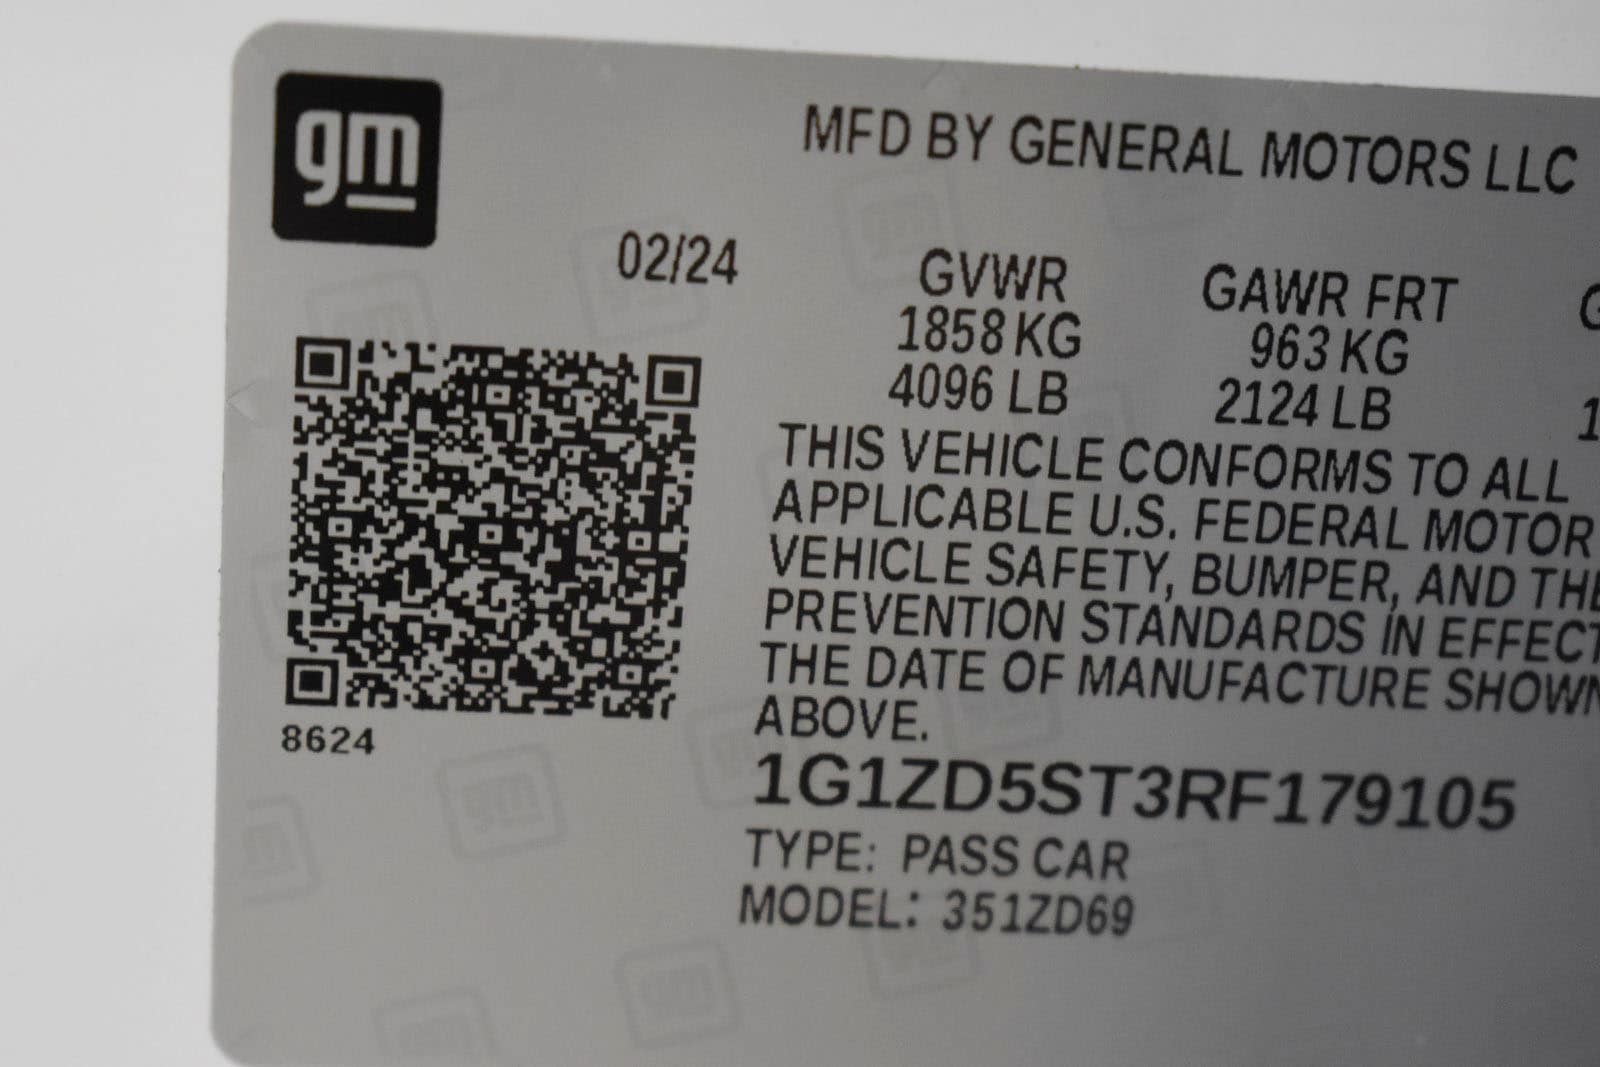 gm
MFD BY GENERAL MOTORS LLC
02/24
GVWR
1858 KG
4096 LB
GAWR FRT
963 KG
2124 LB
THIS VEHICLE CONFORMS TO ALL
APPLICABLE U.S. FEDERAL MOTOR
VEHICLE SAFETY, BUMPER, AND
PREVENTION STANDARDS IN EFFECT
THE DATE OF MANUFACTURE SHOWN
ABOVE.
8624
1G1ZD5ST3RF179105
TYPE: PASS CAR
MODEL: 351ZD69